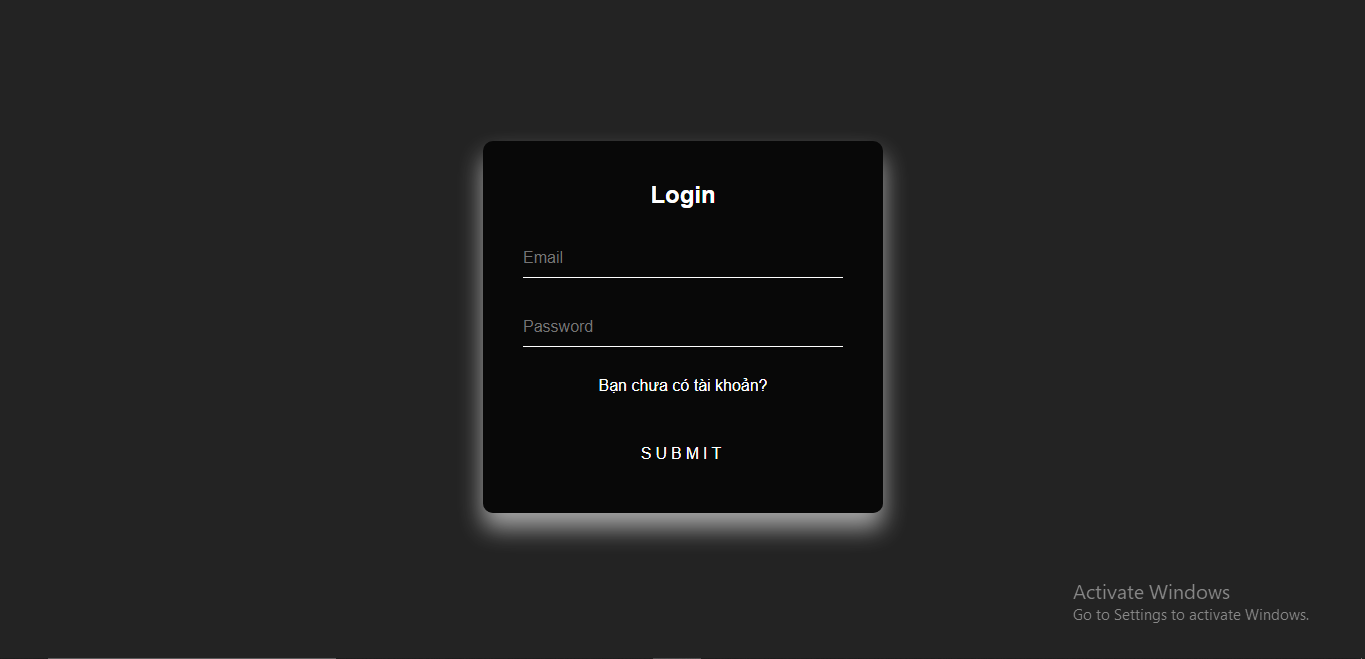 Login
Email
Password
Bạn chưa có tài khoản?
SUBMIT
Activate Windows
Go to Settings to activate Windows.